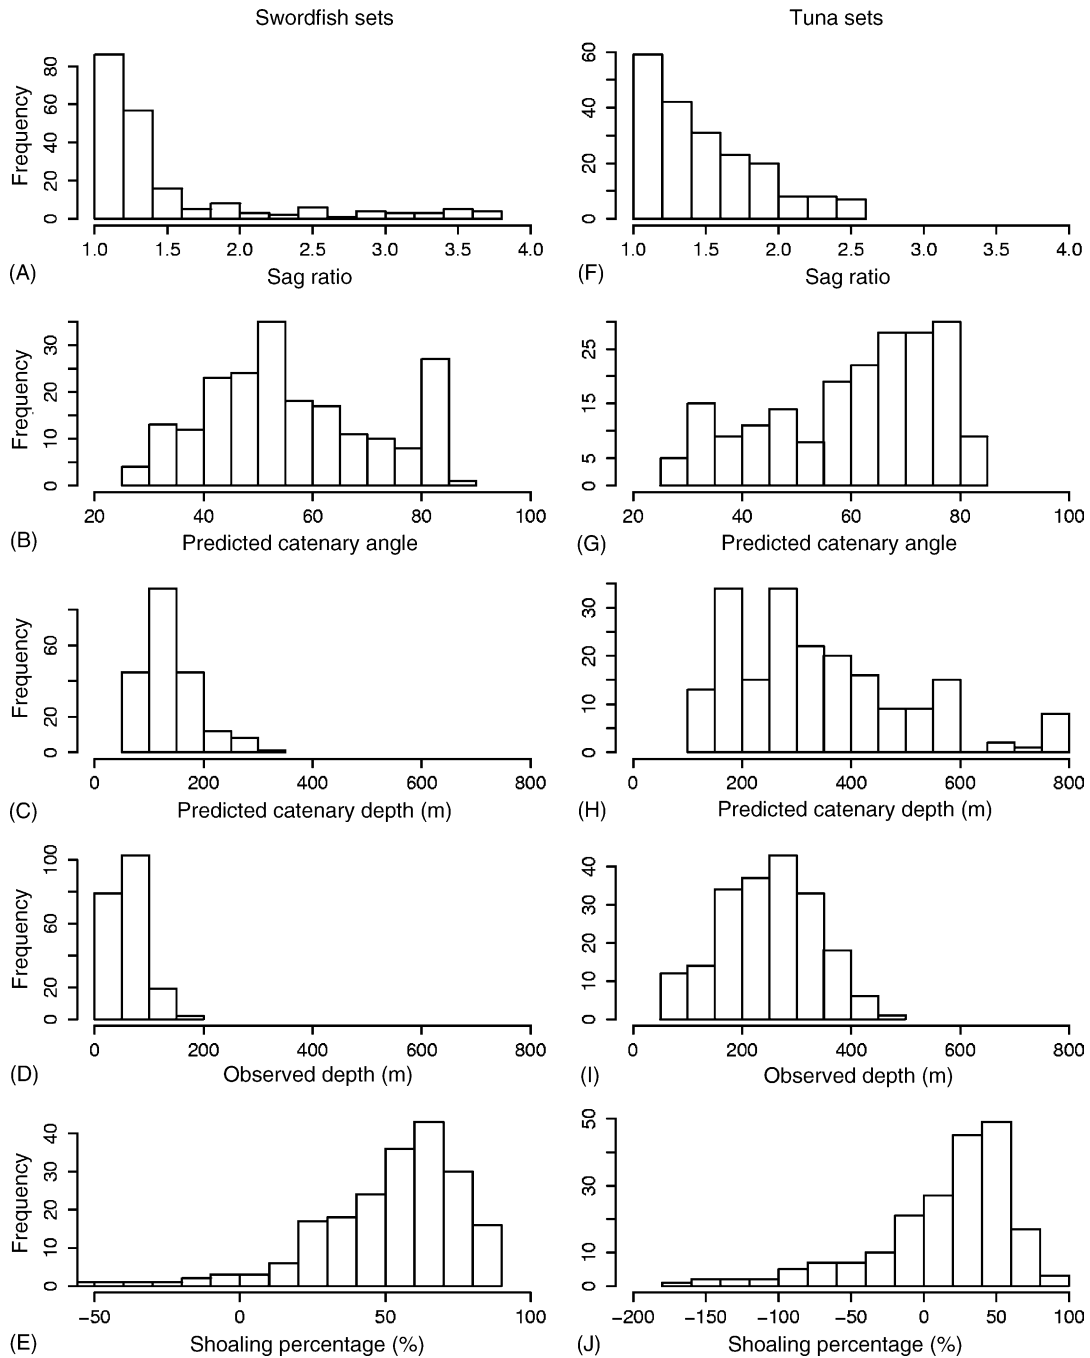 Swordfish sets
Tuna sets
Frequency
0 20 40 60 80
1.0 1.5 2.0 2.5 3.0 3.5 4.0
(A)
Sag ratio
0 20 40 60
1.0 1.5 2.0 2.5 3.0 3.5 4.0
(F)
Sag ratio
Frequency
0 10 20 30
20 40 60 80 100
(B)
Predicted catenary angle
0 5 15 25
20 40 60 80 100
(G)
Predicted catenary angle
Frequency
0 20 60
0 200 400 600 800
(C)
Predicted catenary depth (m)
0 10 20 30
0 200 400 600 800
(H)
Predicted catenary depth (m)
Frequency
0 20 60 100
0 200 400 600 800
(D)
Observed depth (m)
0 10 20 30 40
0 200 400 600 800
(I)
Observed depth (m)
Frequency
0 10 20 30 40
−50 0 50 100
(E)
Shoaling percentage (%)
0 10 30 50
−200 −150 −100 −50 0 50 100
(J)
Shoaling percentage (%)